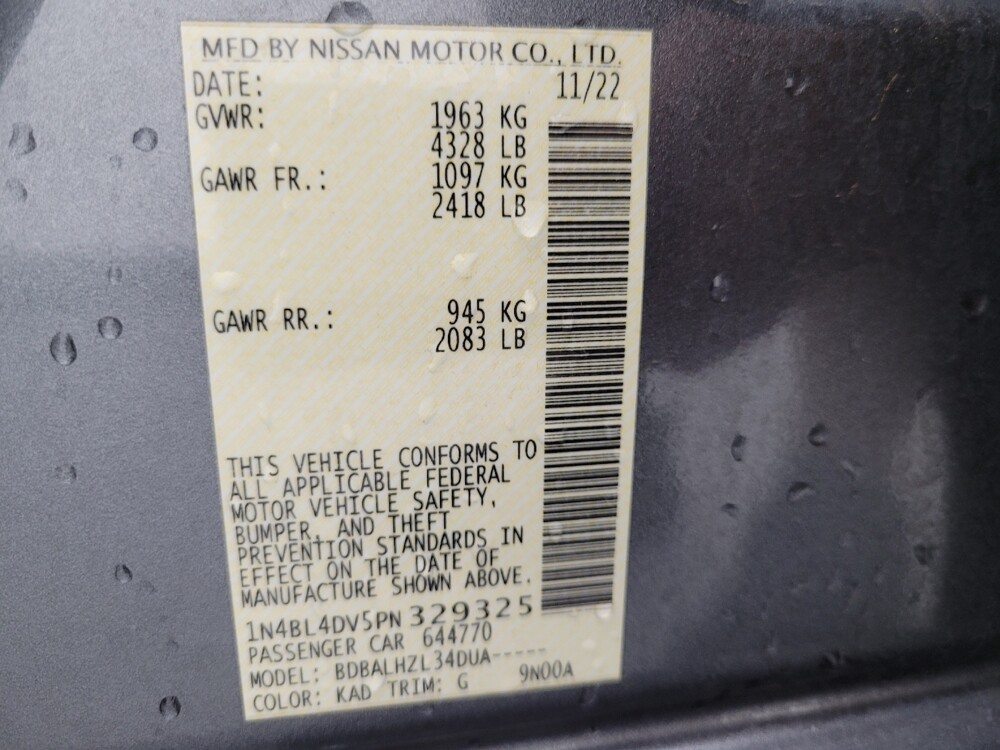 MFD BY NISSAN MOTOR CO., LTD.
DATE: 11/22
GVWR: 1963 KG
4328 LB
GAWR FR.: 1097 KG
2418 LB
GAWR RR.: 945 KG
2083 LB
THIS VEHICLE CONFORMS TO
ALL APPLICABLE FEDERAL
MOTOR VEHICLE SAFETY,
BUMPER, AND THEFT
PREVENTION STANDARDS IN
EFFECT ON THE DATE OF
MANUFACTURE SHOWN ABOVE.
1N4BL4DV5PN329325
PASSENGER CAR 644770
MODEL: BDBALHZL34DUA-----
COLOR: KAD TRIM: G 9N00A